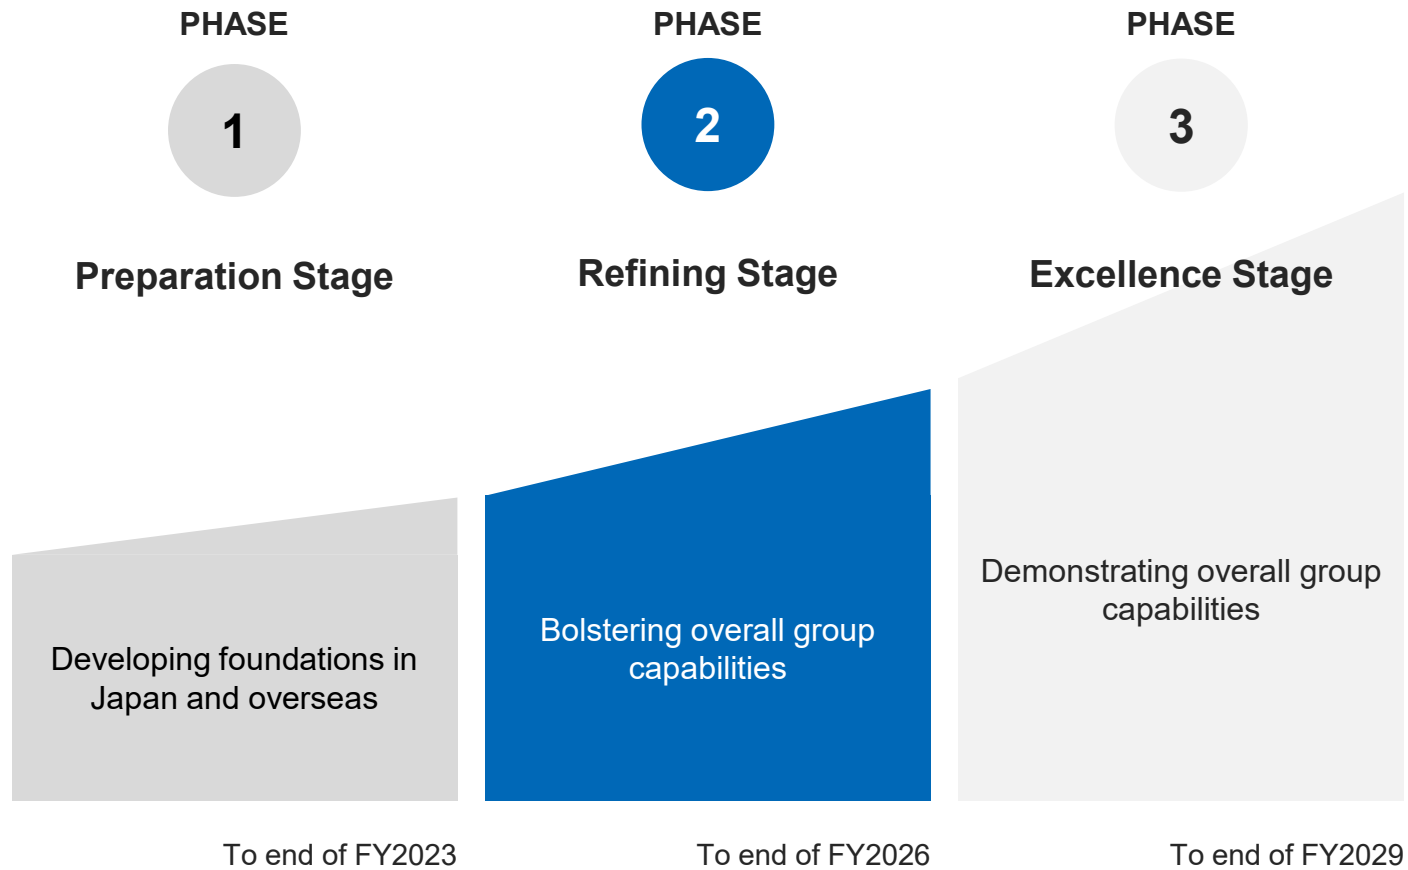 PHASE
1
Preparation Stage
Developing foundations in
Japan and overseas
To end of FY2023
PHASE
2
Refining Stage
Bolstering overall group
capabilities
To end of FY2026
PHASE
3
Excellence Stage
Demonstrating overall group
capabilities
To end of FY2029